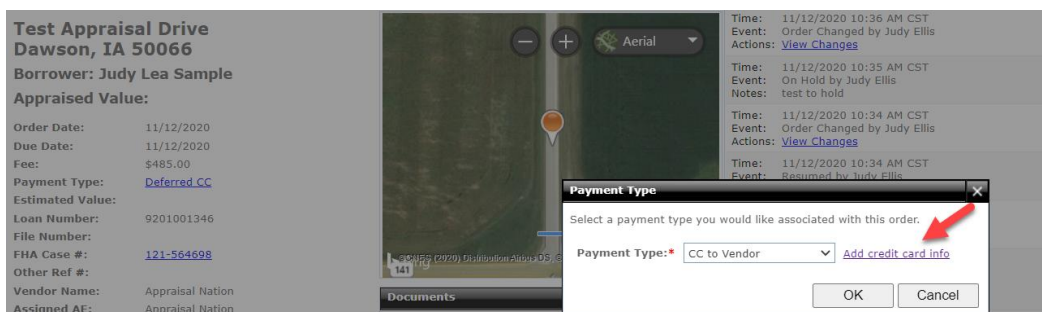 Test Appraisal Drive
Dawson, IA 50066
Borrower: Judy Lea Sample
Appraised Value:
Order Date: 11/12/2020
Due Date: 11/12/2020
Fee: $485.00
Payment Type: Deferred CC
Estimated Value:
Loan Number: 9201001346
File Number:
FHA Case #: 121-564698
Other Ref #:
Vendor Name: Appraisal Nation
Assigned AE: Appraisal Nation
Aerial
141
Documents
Time: 11/12/2020 10:36 AM CST
Event: Order Changed by Judy Ellis
Actions: View Changes
Time: 11/12/2020 10:35 AM CST
Event: On Hold by Judy Ellis
Notes: test to hold
Time: 11/12/2020 10:34 AM CST
Event: Order Changed by Judy Ellis
Actions: View Changes
Time: 11/12/2020 10:34 AM CST
Event: Resumed by Judy Ellis
Payment Type
Select a payment type you would like associated with this order.
Payment Type:* CC to Vendor Add credit card info
OK Cancel